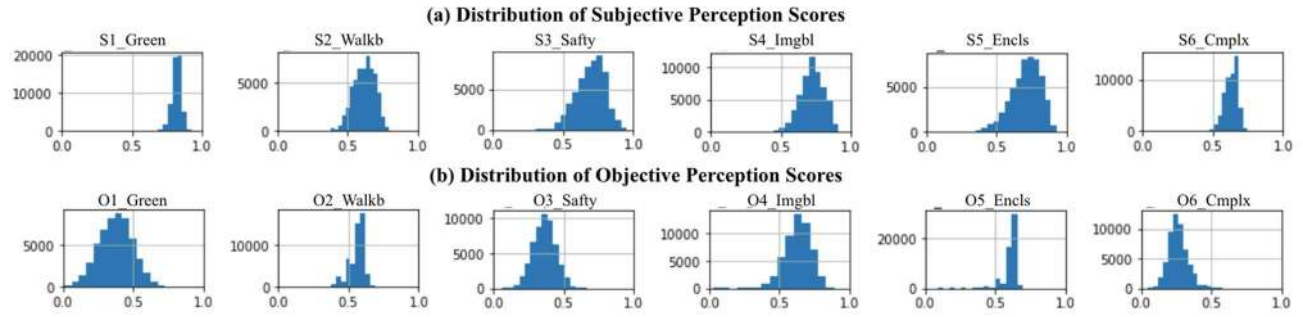 (a) Distribution of Subjective Perception Scores
S1_Green S2_Walkb S3_Safty S4_Imgbl S5_Encls S6_Cmplx
20000
10000
0
0.0 0.5 1.0
5000
0
0.0 0.5 1.0
5000
0
0.0 0.5 1.0
10000
5000
0
0.0 0.5 1.0
5000
0
0.0 0.5 1.0
10000
0
0.0 0.5 1.0
(b) Distribution of Objective Perception Scores
O1_Green O2_Walkb O3_Safty O4_Imgbl O5_Encls O6_Cmplx
5000
0
0.0 0.5 1.0
10000
0
0.0 0.5 1.0
10000
5000
0
0.0 0.5 1.0
10000
5000
0
0.0 0.5 1.0
20000
0
0.0 0.5 1.0
10000
5000
0
0.0 0.5 1.0